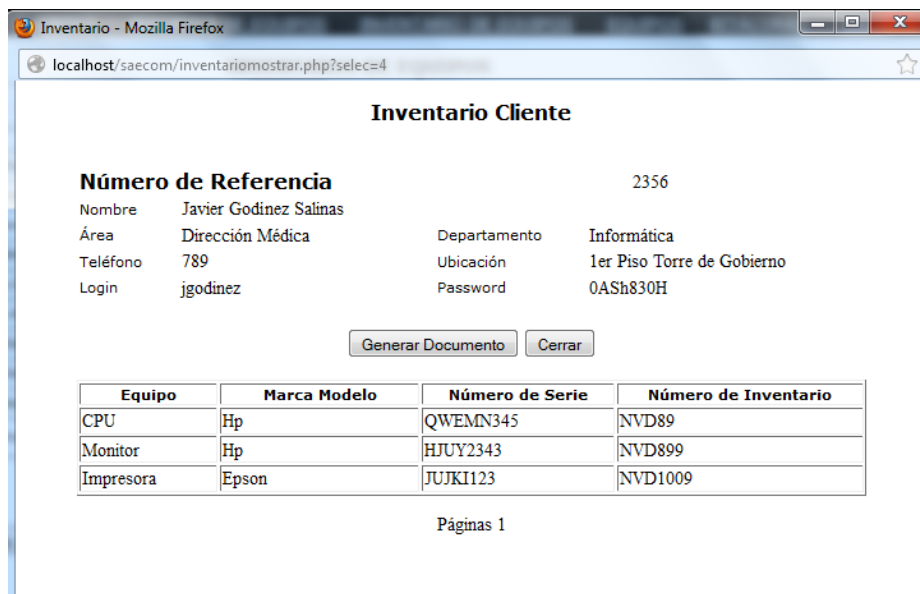 Inventario - Mozilla Firefox
localhost/saecom/inventariomostrar.php?selec=4
Inventario Cliente
Número de Referencia 2356
Nombre Javier Godinez Salinas
Área Dirección Médica Departamento Informática
Teléfono 789 Ubicación 1er Piso Torre de Gobierno
Login jgodinez Password 0ASh830H
Generar Documento Cerrar
Equipo Marca Modelo Número de Serie Número de Inventario
CPU Hp QWEMN345 NVD89
Monitor Hp HJUY2343 NVD899
Impresora Epson JUJKI123 NVD1009
Páginas 1